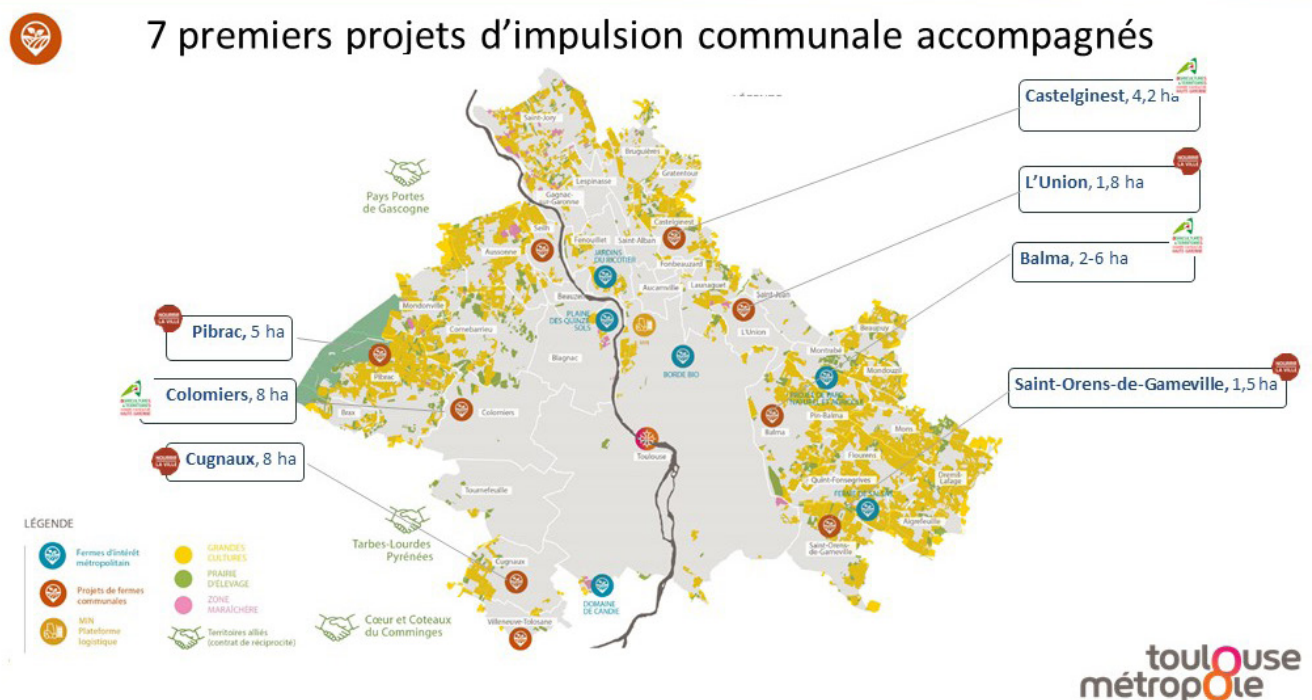 7 premiers projets d'impulsion communale accompagnés
Castelginest, 4,2 ha
L'Union, 1,8 ha
Balma, 2-6 ha
Saint-Orens-de-Gameville, 1,5 ha
Pibrac, 5 ha
Colomiers, 8 ha
Cugnaux, 8 ha
NOURRIR
LA VILLE
Pays Portes
de Gascogne
Tarbes-Lourdes
Pyrénées
Cœur et Coteaux
du Comminges
Saint-Jory
Bruguières
Gratentour
Lespinasse
Gagnac-
sur-Garonne
Castelginest
Seilh
Fenouillet
Saint-Alban
Aussonne
JARDINS
DU RICOTIER
Fonbeauzard
Launaguet
Aucamville
Saint-Jean
Mondonville
Beauzelle
PLAINE
DES QUINZE
SOLS
MIN
L'Union
Cornebarrieu
Blagnac
BORDE BIO
Beaupuy
Montrabé
Mondouzil
Pibrac
Brax
Colomiers
Pin-Balma
Balma
Mons
Toulouse
Flourens
Drémil-
Lafage
Quint-Fonsegrives
Tournefeuille
Aigrefeuille
Saint-Orens-
de-Gameville
Cugnaux
DOMAINE
DE CANDIE
Villeneuve-Tolosane
LÉGENDE
Fermes d'intérêt
métropolitain
Projets de fermes
communales
MIN
Plateforme
logistique
GRANDES
CULTURES
PRAIRIE
D'ÉLEVAGE
ZONE
MARAÎCHÈRE
Territoires alliés
(contrat de réciprocité)
toulouse
métropole